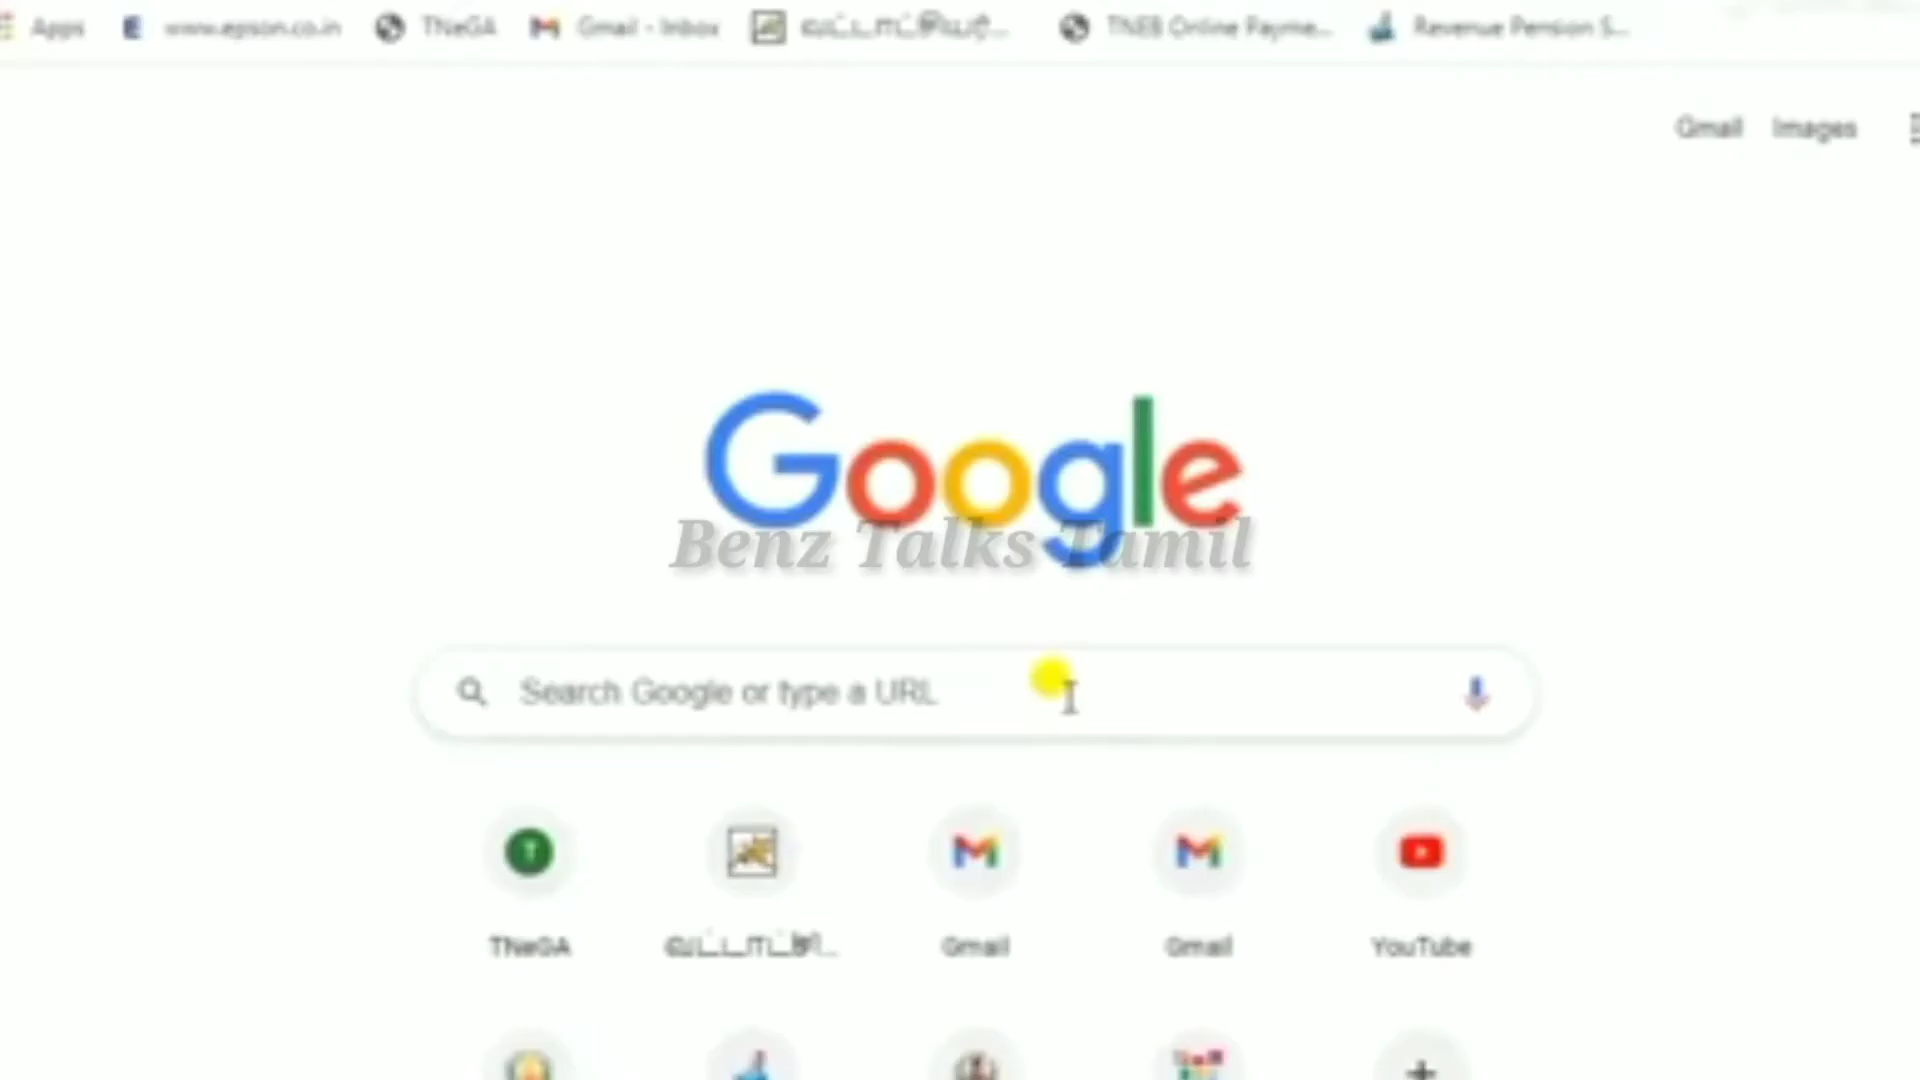 Apps www.epson.co.in TNeGA Gmail - Inbox TNEB Online Payme... Revenue Pension S...
Gmail Images
Google
Benz Talks Tamil
Search Google or type a URL
TNeGA Gmail Gmail YouTube